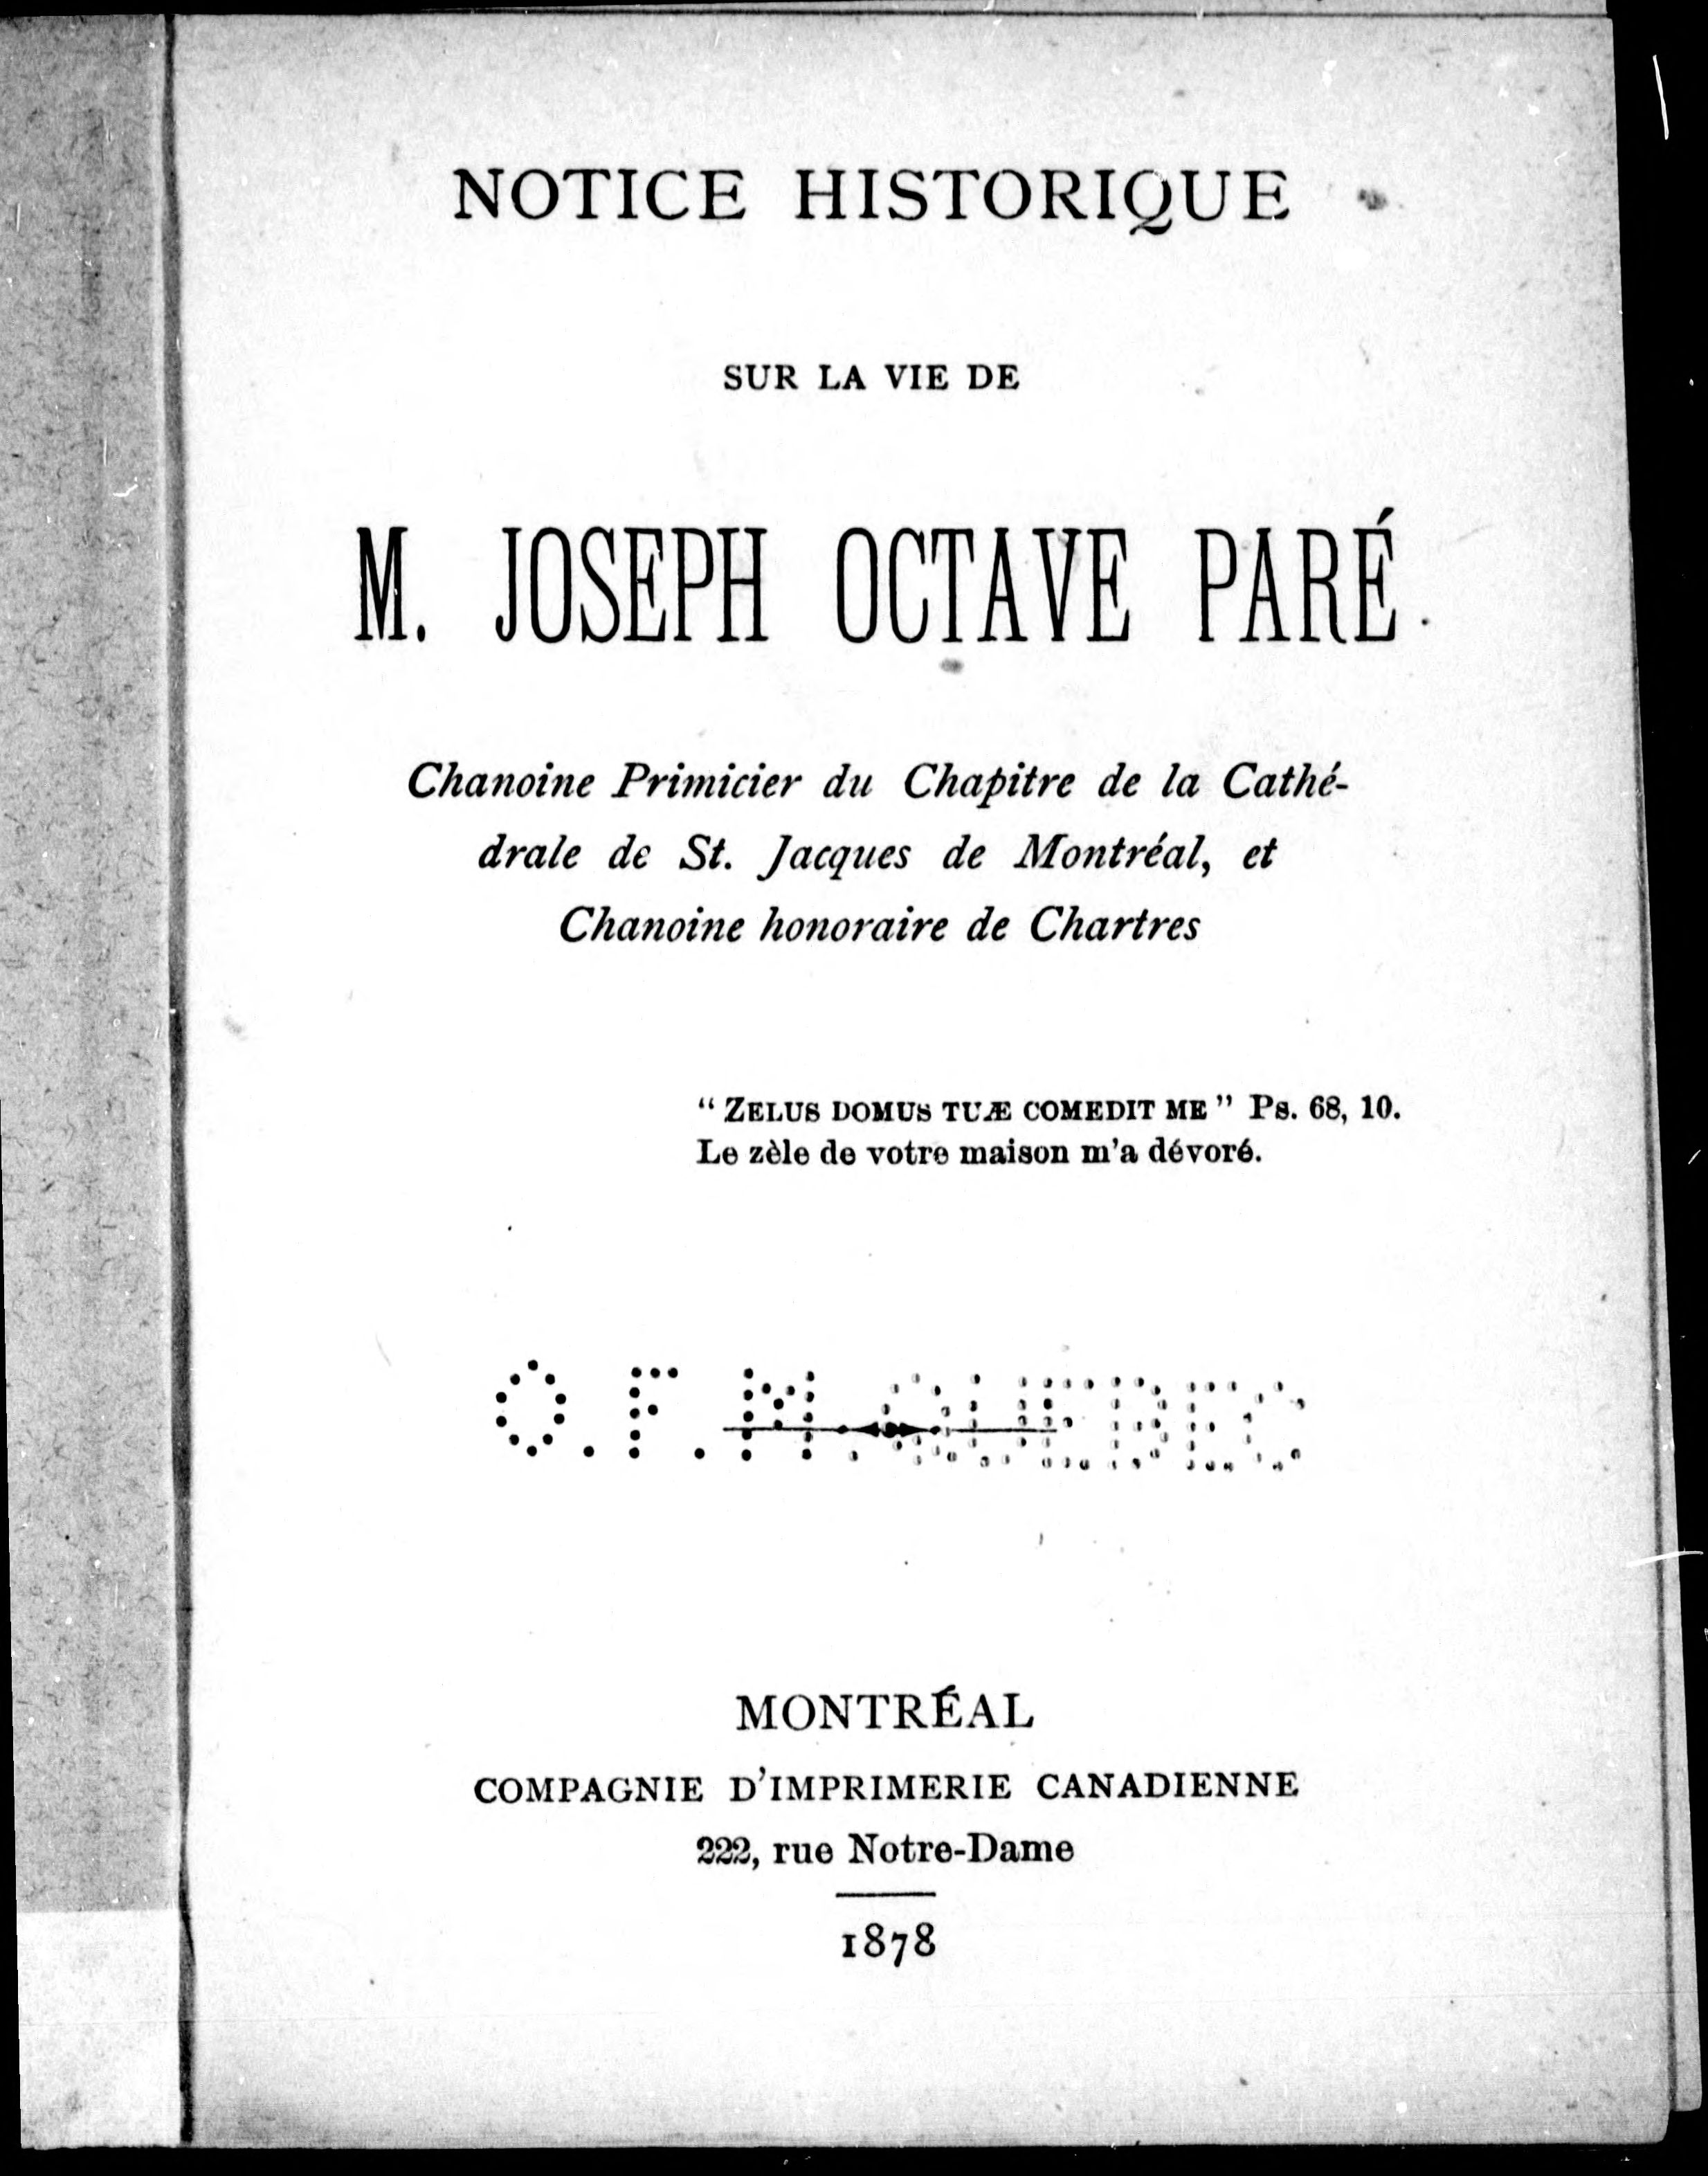 NOTICE HISTORIQUE
SUR LA VIE DE
M. JOSEPH OCTAVE PARÉ.
Chanoine Primicier du Chapitre de la Cathé-
drale de St. Jacques de Montréal, et
Chanoine honoraire de Chartres
“ ZELUS DOMUS TUÆ COMEDIT ME ” Ps. 68, 10.
Le zèle de votre maison m’a dévoré.
O.F.M. QUEBEC
MONTRÉAL
COMPAGNIE D’IMPRIMERIE CANADIENNE
222, rue Notre-Dame
1878